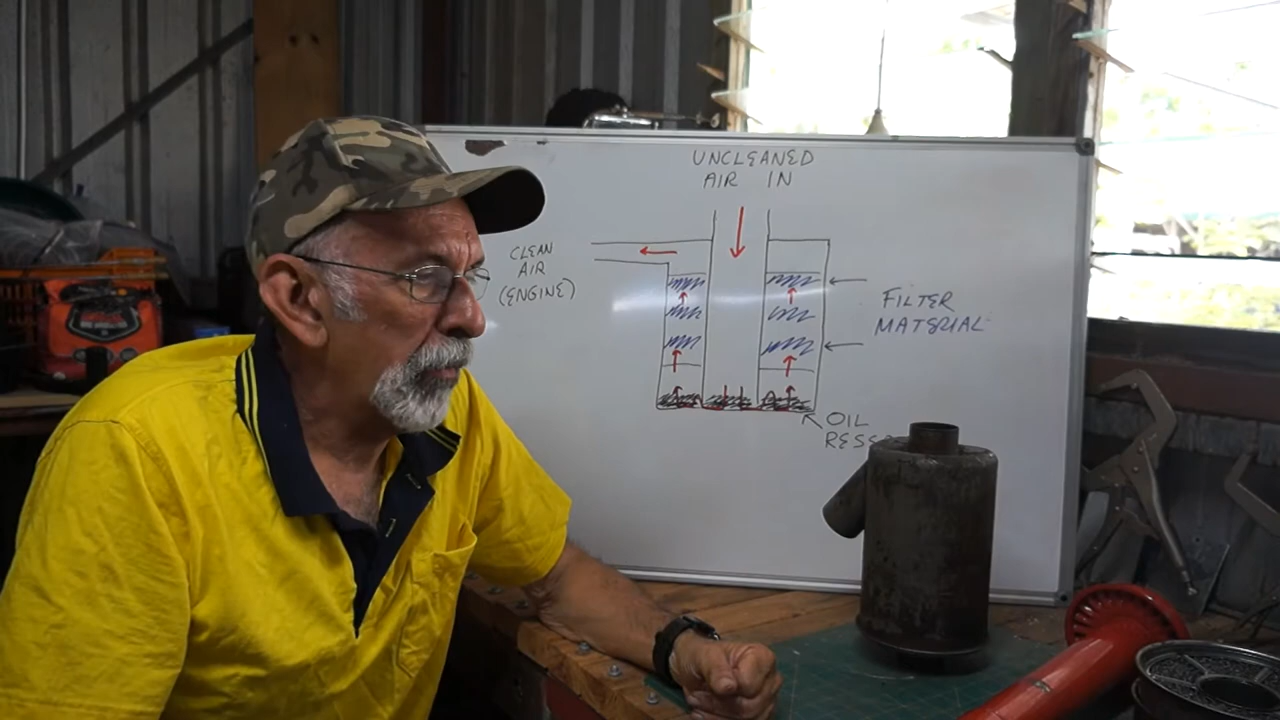 UNCLEANED
AIR IN
CLEAN
AIR
(ENGINE)
FILTER
MATERIAL
OIL